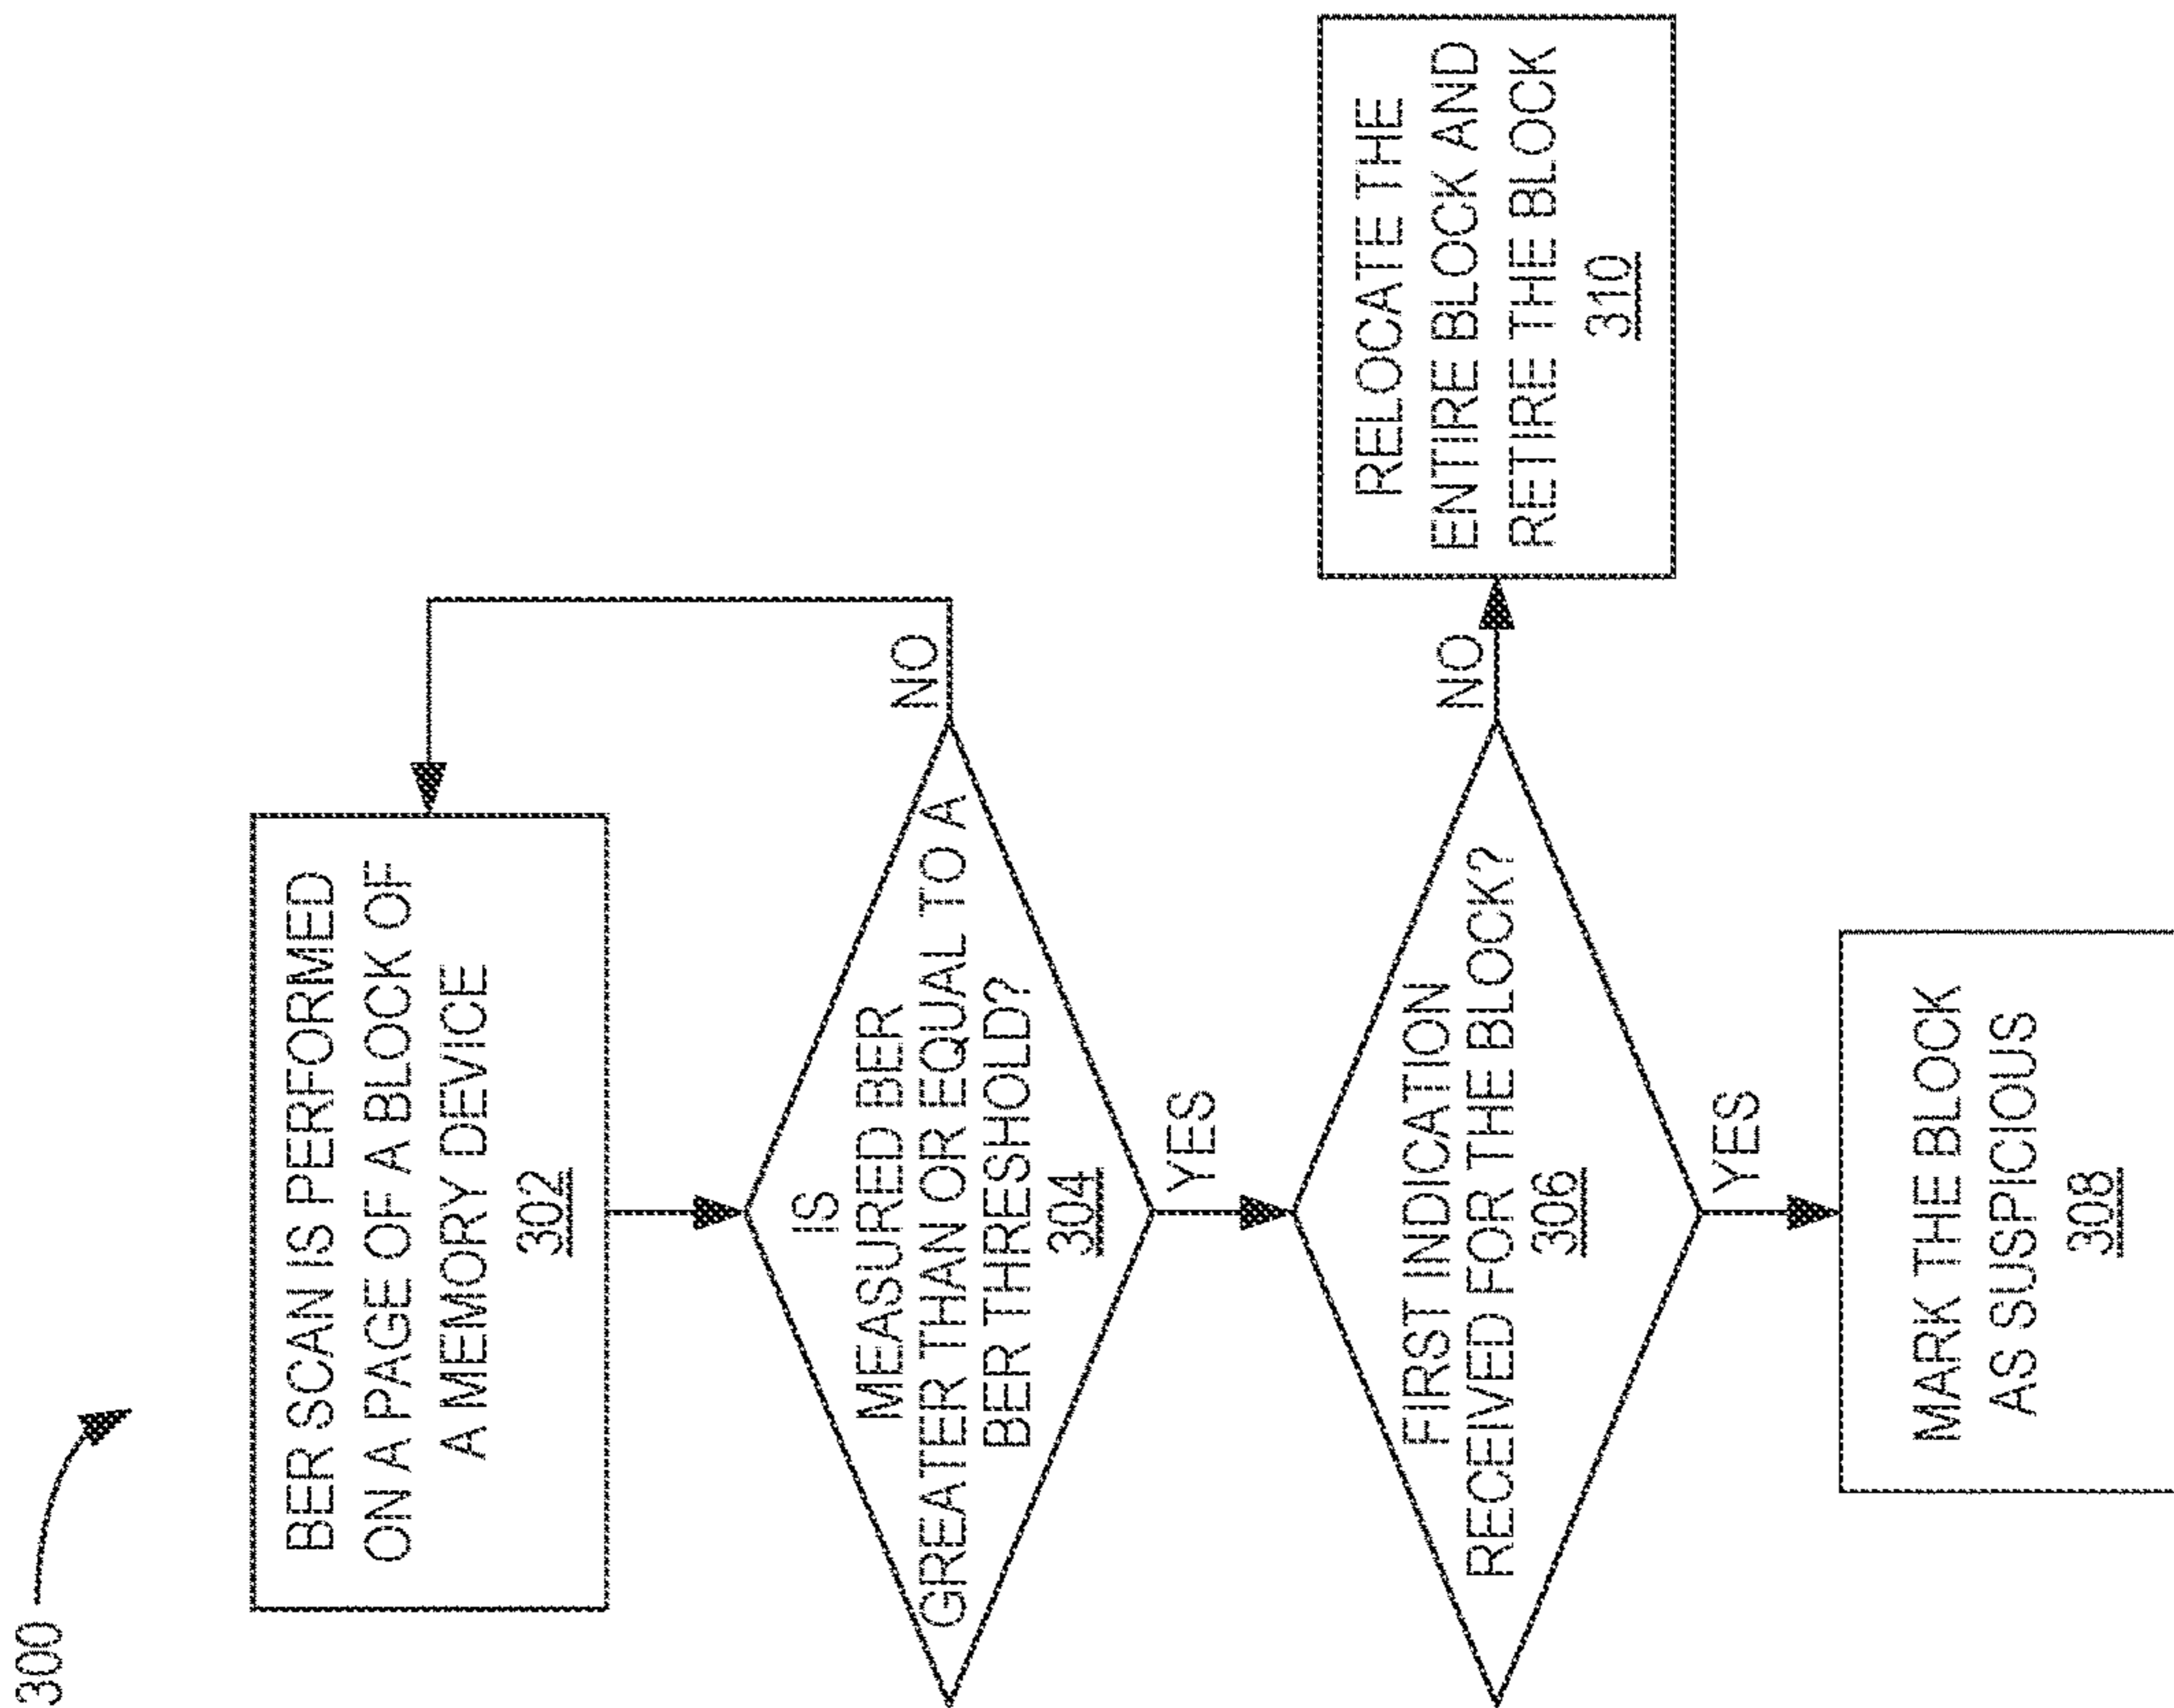 300
BER SCAN IS PERFORMED
ON A PAGE OF A BLOCK OF
A MEMORY DEVICE
302
IS
MEASURED BER
GREATER THAN OR EQUAL TO A
BER THRESHOLD?
304
NO
YES
FIRST INDICATION
RECEIVED FOR THE BLOCK?
306
NO
RELOCATE THE
ENTIRE BLOCK AND
RETIRE THE BLOCK
310
YES
MARK THE BLOCK
AS SUSPICIOUS
308